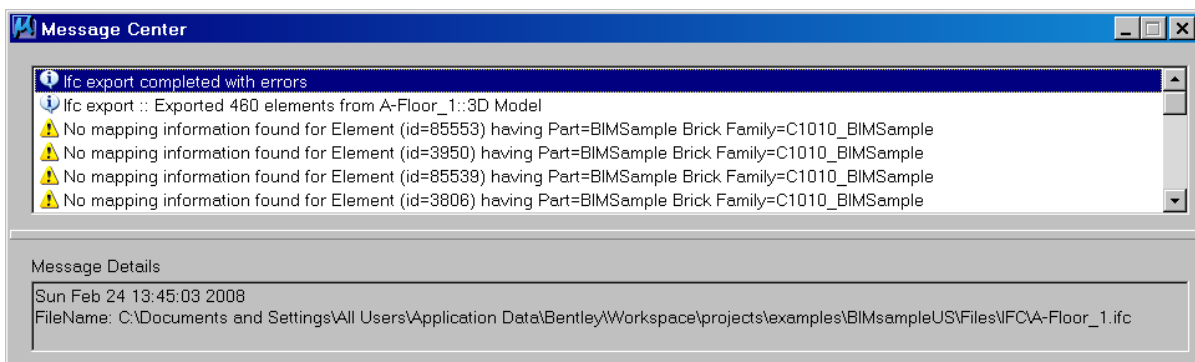 Message Center
Ifc export completed with errors
Ifc export :: Exported 460 elements from A-Floor_1::3D Model
No mapping information found for Element (id=85553) having Part=BIMSample Brick Family=C1010_BIMSample
No mapping information found for Element (id=3950) having Part=BIMSample Brick Family=C1010_BIMSample
No mapping information found for Element (id=85539) having Part=BIMSample Brick Family=C1010_BIMSample
No mapping information found for Element (id=3806) having Part=BIMSample Brick Family=C1010_BIMSample
Message Details
Sun Feb 24 13:45:03 2008
FileName: C:\Documents and Settings\All Users\Application Data\Bentley\Workspace\projects\examples\BIMsampleUS\Files\IFC\A-Floor_1.ifc